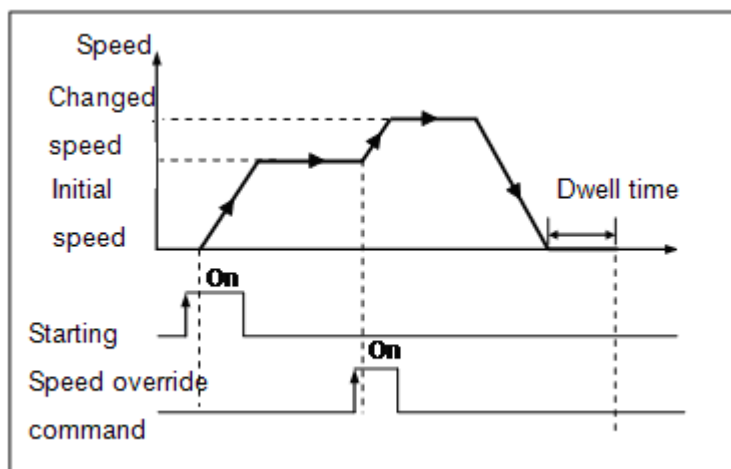 Speed
Changed
speed
Initial
speed
Dwell time
On
Starting
On
Speed override
command